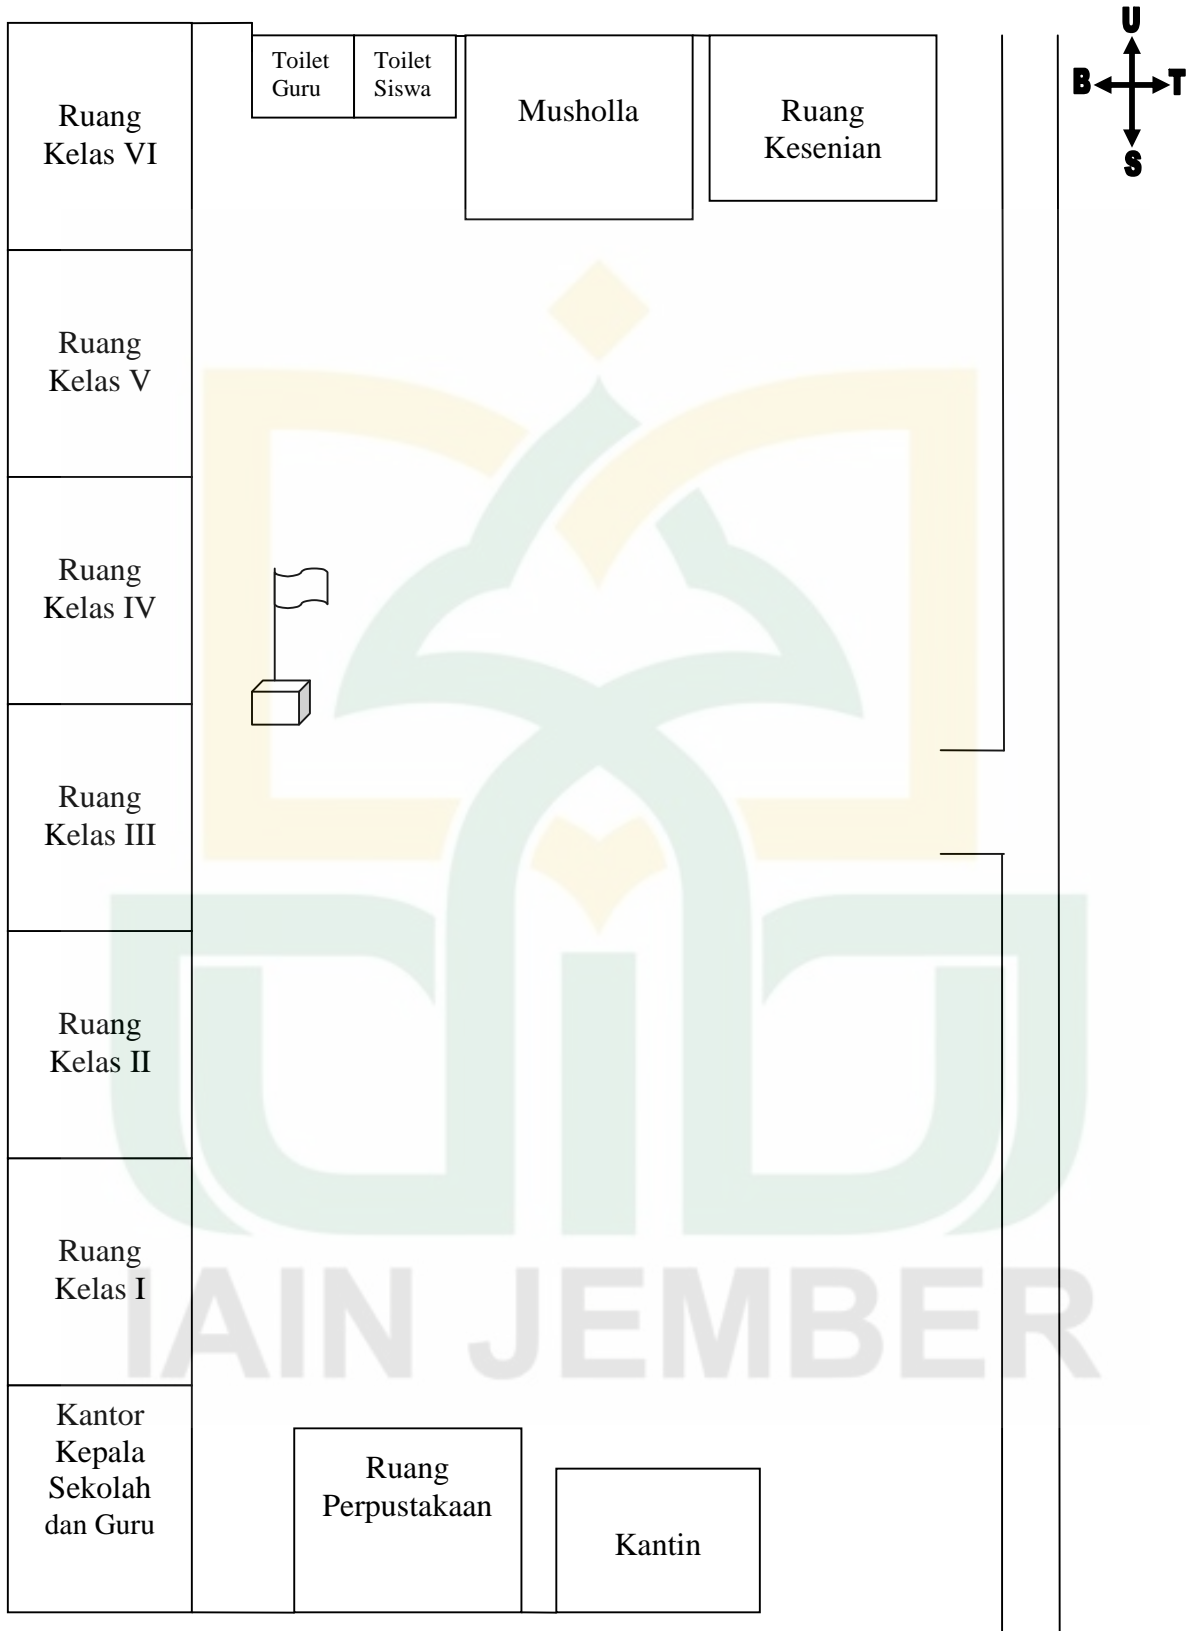 U
B
T
S
Toilet
Guru
Toilet
Siswa
Musholla
Ruang
Kesenian
Ruang
Kelas VI
Ruang
Kelas V
Ruang
Kelas IV
Ruang
Kelas III
Ruang
Kelas II
Ruang
Kelas I
IAIN JEMBER
Kantor
Kepala
Sekolah
dan Guru
Ruang
Perpustakaan
Kantin